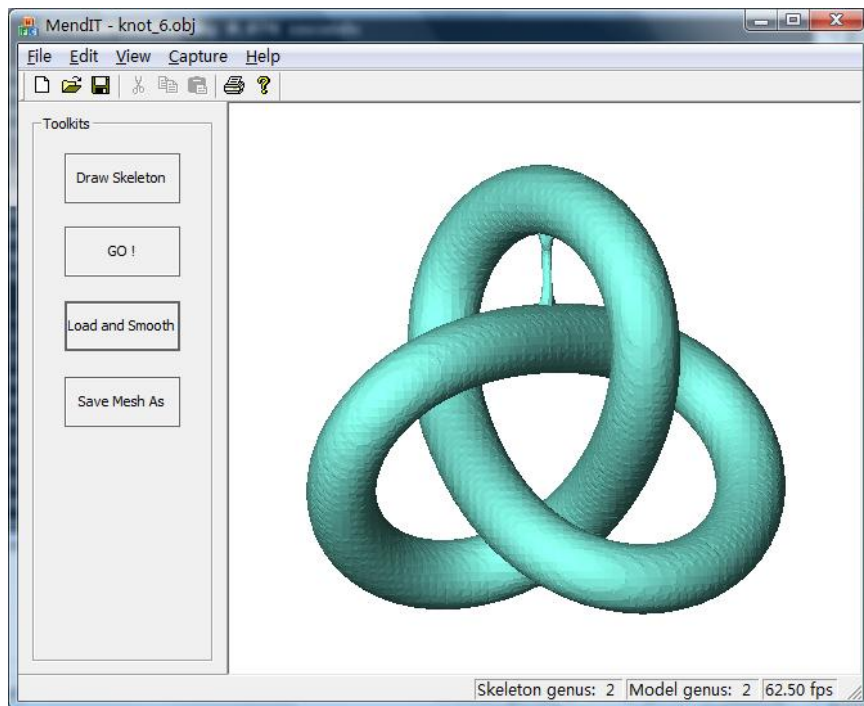 MendIT - knot_6.obj
File Edit View Capture Help
Toolkits
Draw Skeleton
GO !
Load and Smooth
Save Mesh As
Skeleton genus: 2 Model genus: 2 62.50 fps